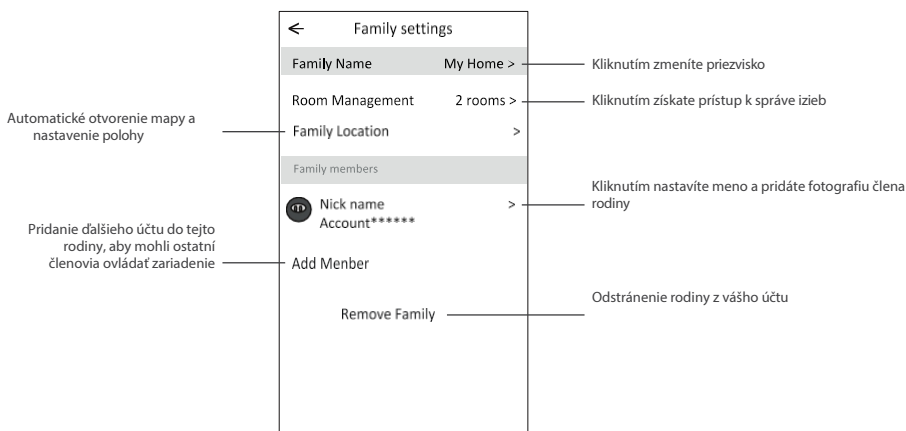 Family settings
Family Name My Home >
Kliknutím zmeníte priezvisko
Room Management 2 rooms >
Kliknutím získate prístup k správe izieb
Automatické otvorenie mapy a
nastavenie polohy
Family Location >
Family members
Kliknutím nastavíte meno a pridáte fotografiu člena
rodiny
Nick name >
Account******
Pridanie ďalšieho účtu do tejto
rodiny, aby mohli ostatní
členovia ovládať zariadenie
Add Menber
Remove Family
Odstránenie rodiny z vášho účtu